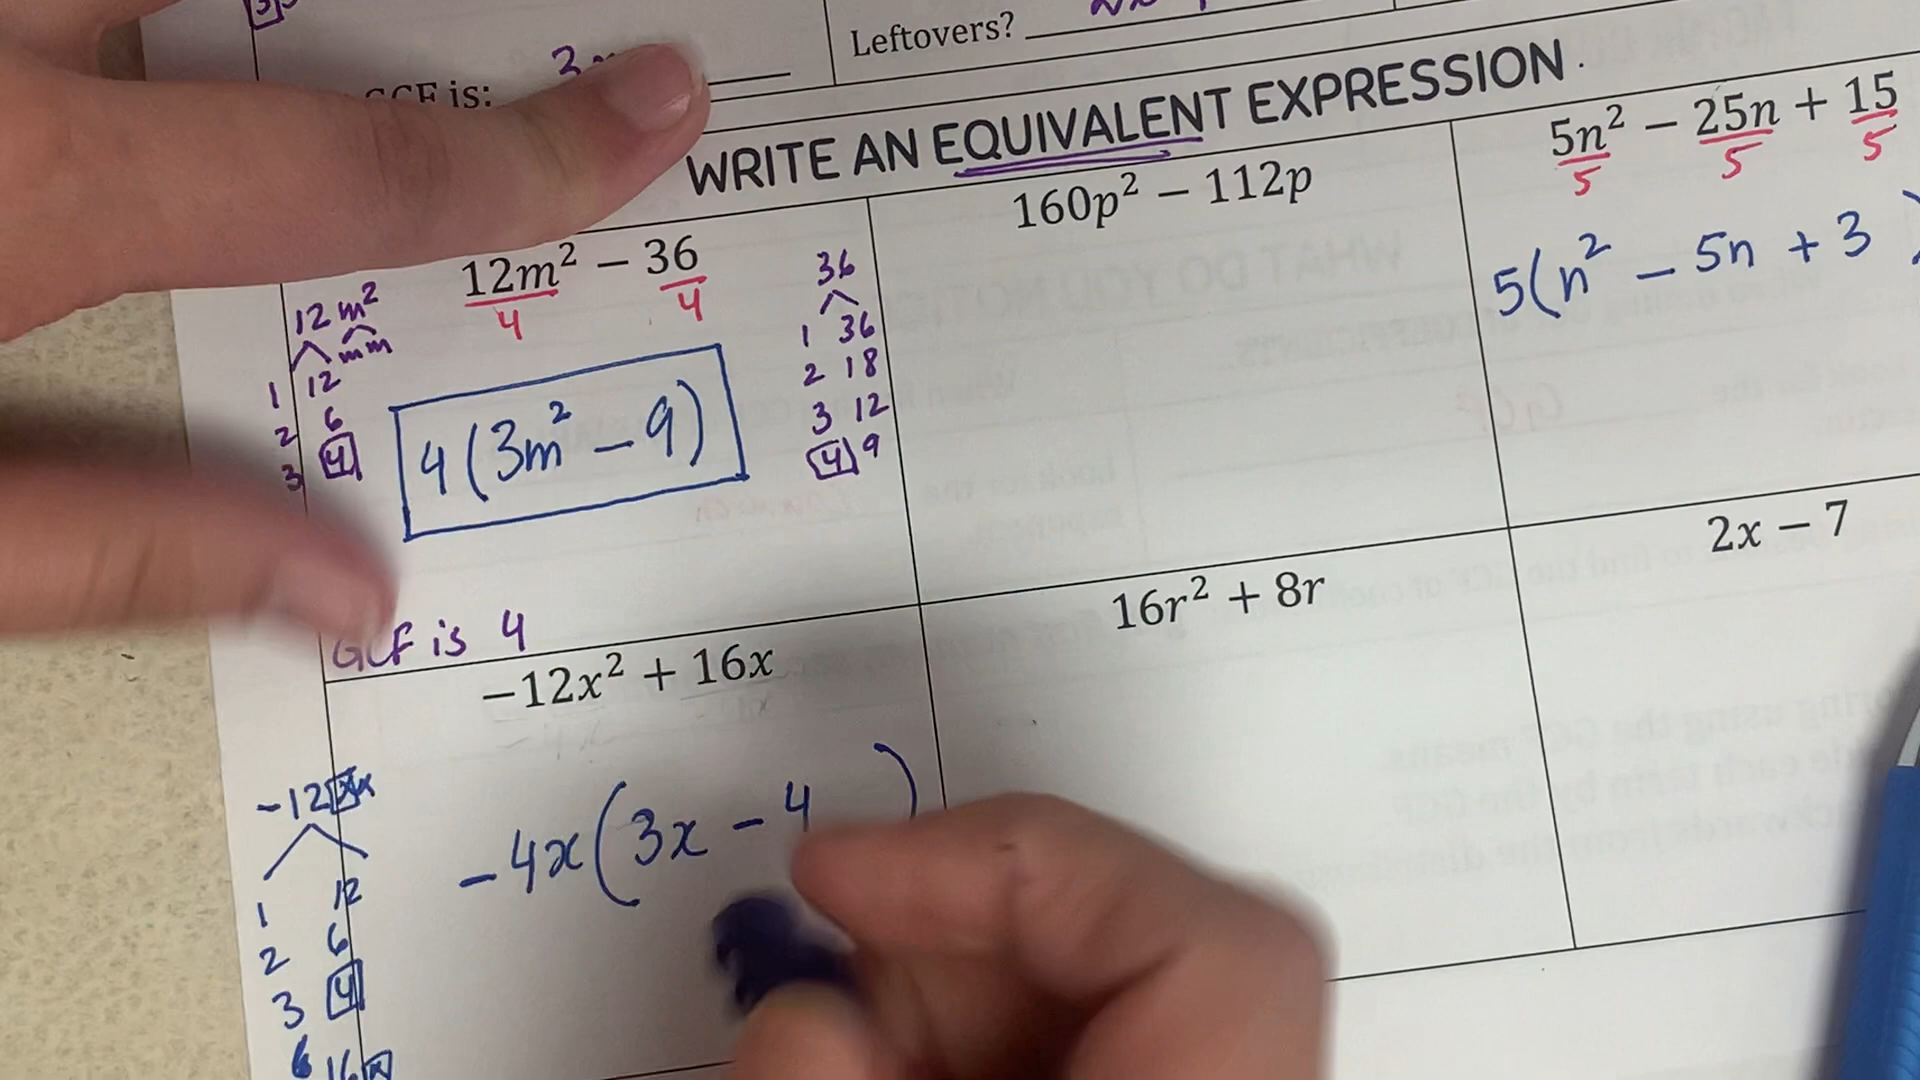 Leftovers?
GCF is: 3
WRITE AN EQUIVALENT EXPRESSION.
12m² − 36
4 4
12 m²
m m
1 12
2 6
3 4
36
1 36
2 18
3 12
4 9
4(3m² − 9)
GCF is 4
160p² − 112p
5n² − 25n + 15
5 5 5
5(n² − 5n + 3)
−12x² + 16x
-12xx
1 12
2 6
3 4
16x
−4x(3x − 4)
16r² + 8r
2x − 7